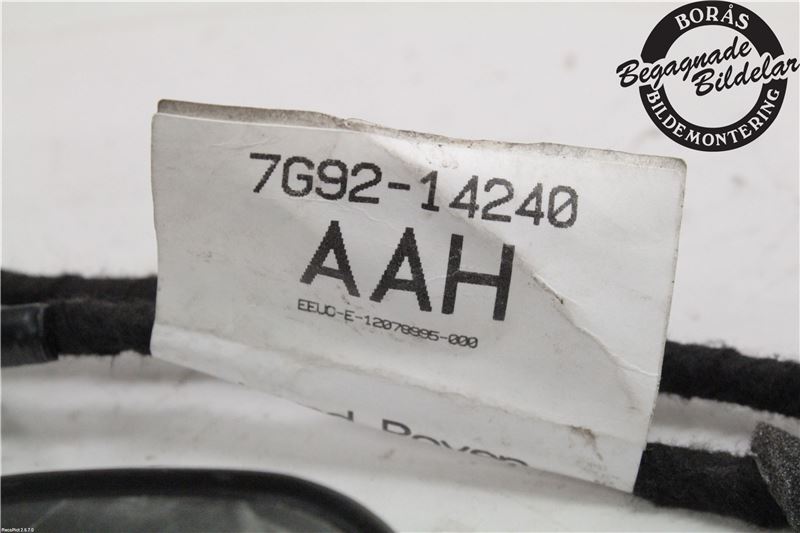 BORÅS
Begagnade
Bildelar
BILDEMONTERING
7G92-14240
AAH
EEUC-E-12078995-000